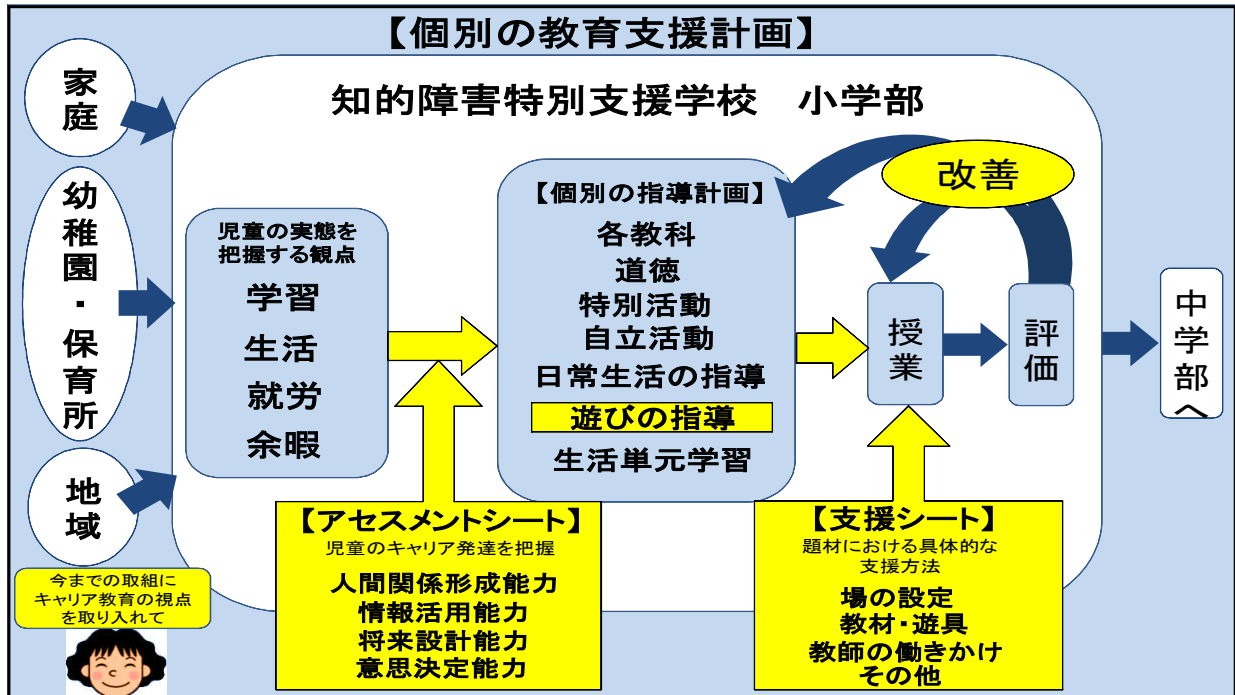 【個別の教育支援計画】
知的障害特別支援学校　小学部
家庭
幼稚園・保育所
地域
今までの取組に
キャリア教育の視点
を取り入れて
児童の実態を
把握する観点
学習
生活
就労
余暇
【アセスメントシート】
児童のキャリア発達を把握
人間関係形成能力
情報活用能力
将来設計能力
意思決定能力
【個別の指導計画】
各教科
道徳
特別活動
自立活動
日常生活の指導
遊びの指導
生活単元学習
改善
授業
評価
【支援シート】
題材における具体的な
支援方法
場の設定
教材・遊具
教師の働きかけ
その他
中学部へ